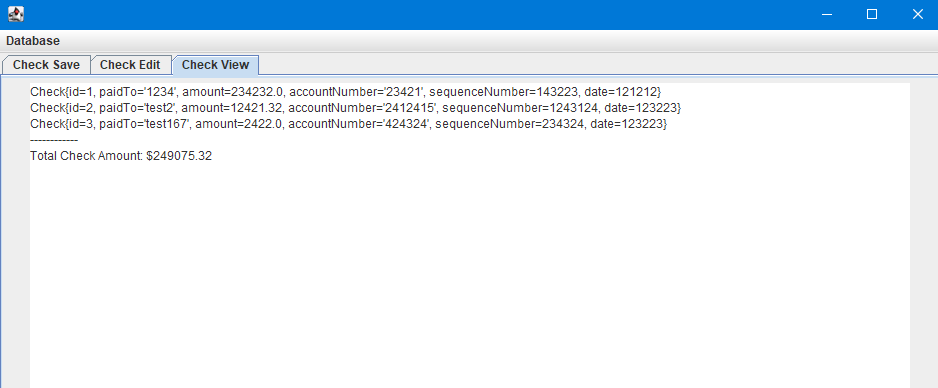 Database
Check Save Check Edit Check View
Check{id=1, paidTo='1234', amount=234232.0, accountNumber='23421', sequenceNumber=143223, date=121212}
Check{id=2, paidTo='test2', amount=12421.32, accountNumber='2412415', sequenceNumber=1243124, date=123223}
Check{id=3, paidTo='test167', amount=2422.0, accountNumber='424324', sequenceNumber=234324, date=123223}
------------
Total Check Amount: $249075.32